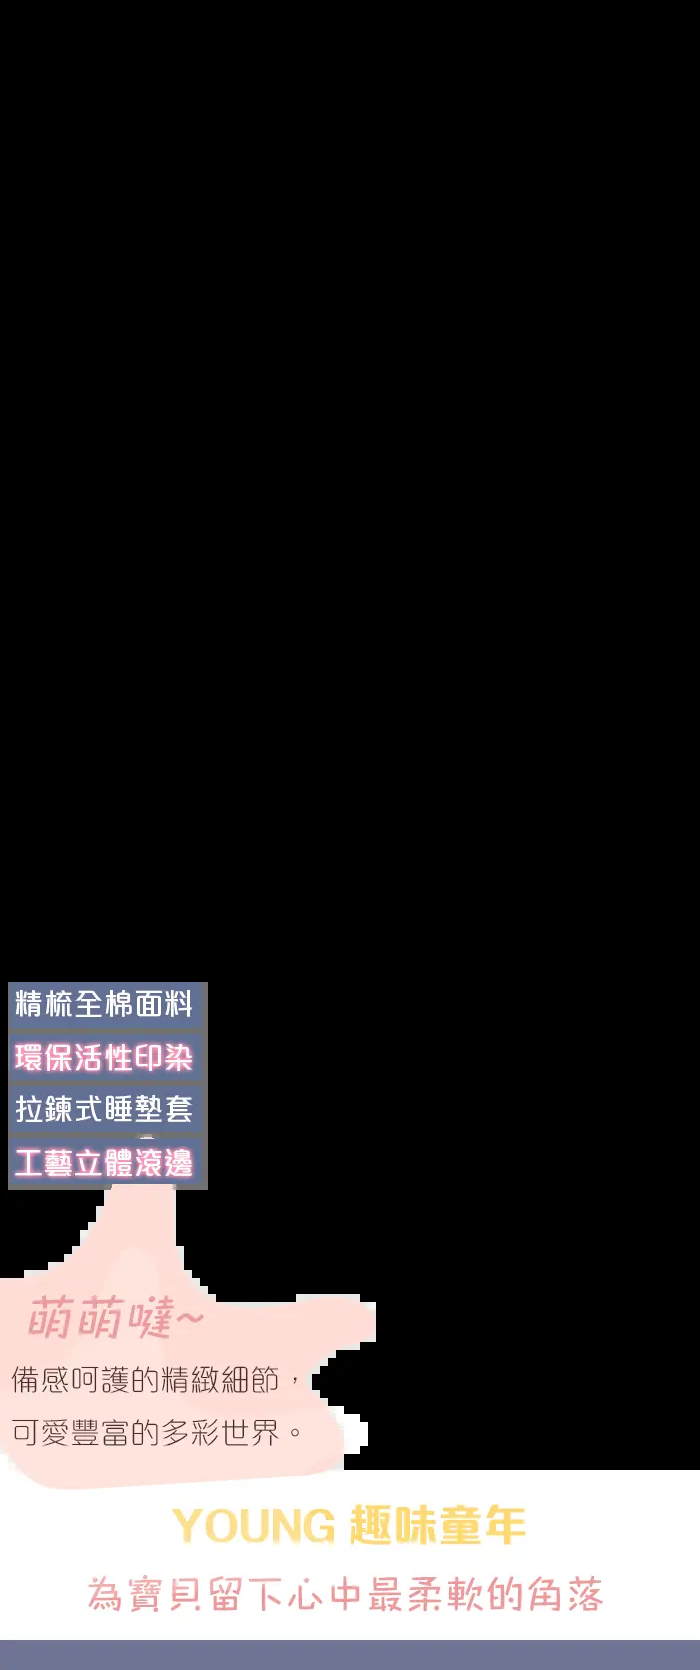 精梳全棉面料
環保活性印染
拉鍊式睡墊套
工藝立體滾邊
萌萌噠~
備感呵護的精緻細節，
可愛豐富的多彩世界。
YOUNG 趣味童年
為寶貝留下心中最柔軟的角落